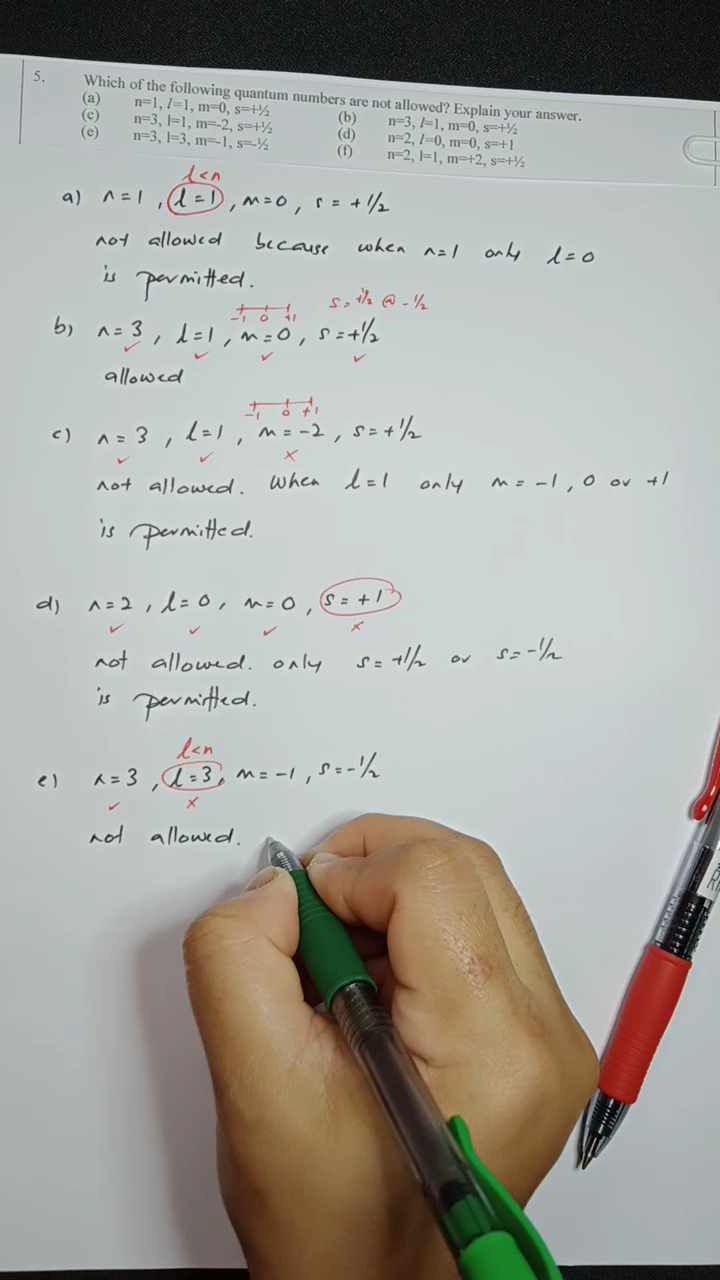 5. Which of the following quantum numbers are not allowed? Explain your answer.
(a) n=1, l=1, m=0, s=+½ (b) n=3, l=1, m=0, s=+½
(c) n=3, l=1, m=-2, s=+½ (d) n=2, l=0, m=0, s=+1
(e) n=3, l=3, m=-1, s=-½ (f) n=2, l=1, m=+2, s=+½
l<n
a) n=1, l=1, m=0, s=+1/2
not allowed because when n=1 only l=0
is permitted.
-1 0 +1 s=+1/2 @ -1/2
b) n=3, l=1, m=0, s=+1/2
✓ ✓ ✓ ✓
allowed
-1 0 +1
c) n=3, l=1, m=-2, s=+1/2
✓ ✓ ×
not allowed. When l=1 only m=-1, 0 or +1
is permitted.
d) n=2, l=0, m=0, s=+1
✓ ✓ ✓ ×
not allowed. only s=+1/2 or s=-1/2
is permitted.
l<n
e) n=3, l=3, m=-1, s=-1/2
✓ ×
not allowed.